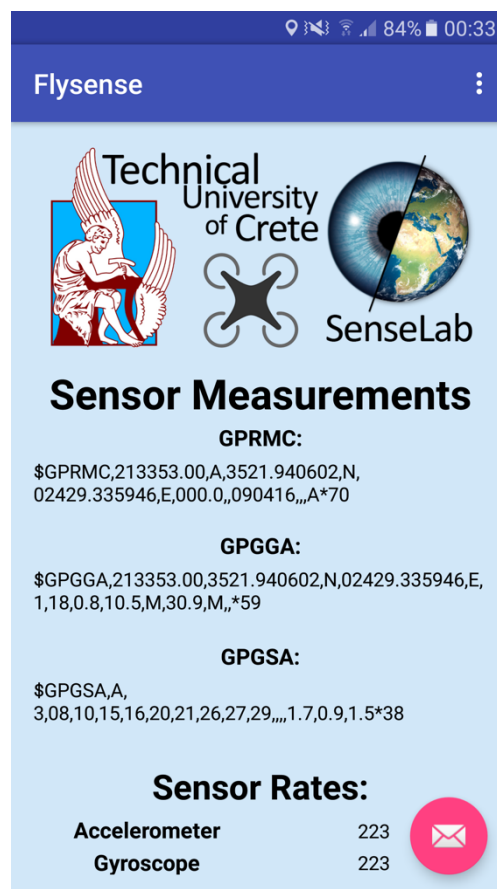 84% 00:33
Flysense
Technical
University
of Crete
SenseLab
Sensor Measurements
GPRMC:
$GPRMC,213353.00,A,3521.940602,N,
02429.335946,E,000.0,,090416,,,A*70
GPGGA:
$GPGGA,213353.00,3521.940602,N,02429.335946,E,
1,18,0.8,10.5,M,30.9,M,,*59
GPGSA:
$GPGSA,A,
3,08,10,15,16,20,21,26,27,29,,,,1.7,0.9,1.5*38
Sensor Rates:
Accelerometer 223
Gyroscope 223